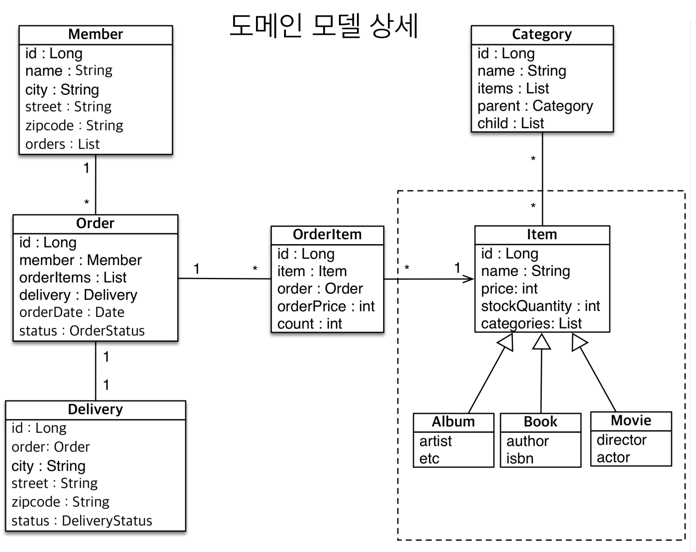 도메인 모델 상세
Member
id : Long
name : String
city : String
street : String
zipcode : String
orders : List
Category
id : Long
name : String
items : List
parent : Category
child : List
1
*
*
*
Order
id : Long
member : Member
orderItems : List
delivery : Delivery
orderDate : Date
status : OrderStatus
1
*
OrderItem
id : Long
item : Item
order : Order
orderPrice : int
count : int
*
1
Item
id : Long
name : String
price: int
stockQuantity : int
categories: List
1
1
Delivery
id : Long
order: Order
city : String
street : String
zipcode : String
status : DeliveryStatus
Album
artist
etc
Book
author
isbn
Movie
director
actor